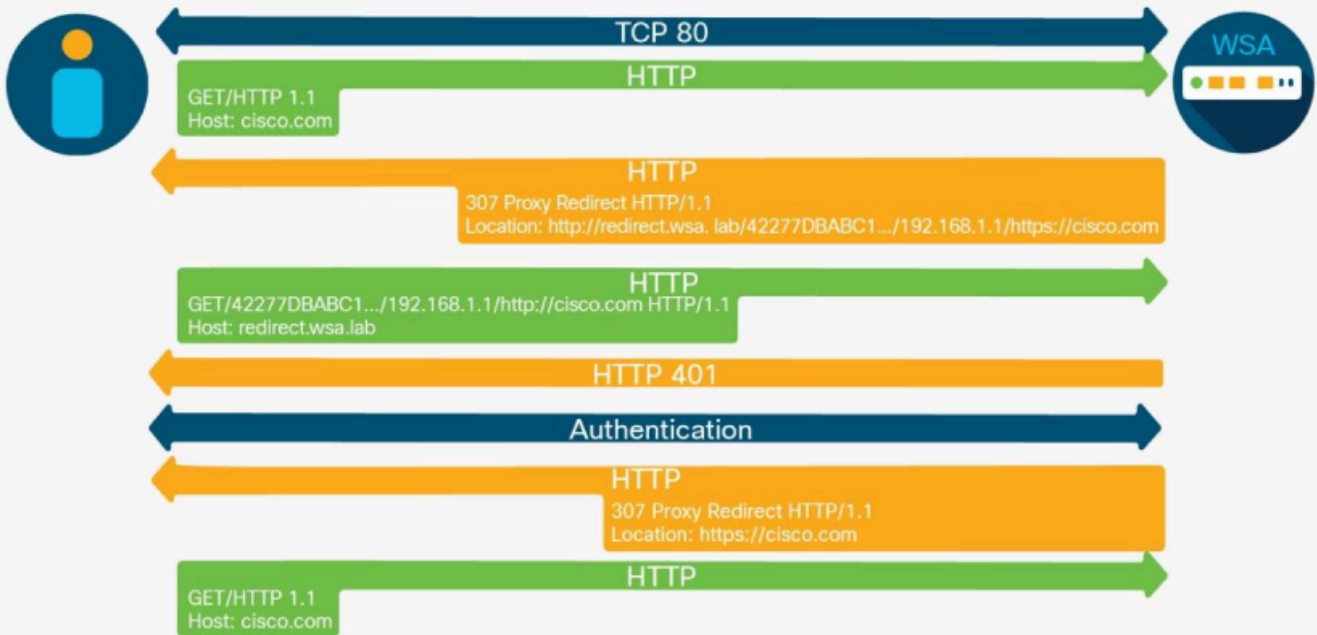 TCP 80
WSA
HTTP
GET/HTTP 1.1
Host: cisco.com
HTTP
307 Proxy Redirect HTTP/1.1
Location: http://redirect.wsa. lab/42277DBABC1.../192.168.1.1/https://cisco.com
HTTP
GET/42277DBABC1.../192.168.1.1/http://cisco.com HTTP/1.1
Host: redirect.wsa.lab
HTTP 401
Authentication
HTTP
307 Proxy Redirect HTTP/1.1
Location: https://cisco.com
HTTP
GET/HTTP 1.1
Host: cisco.com